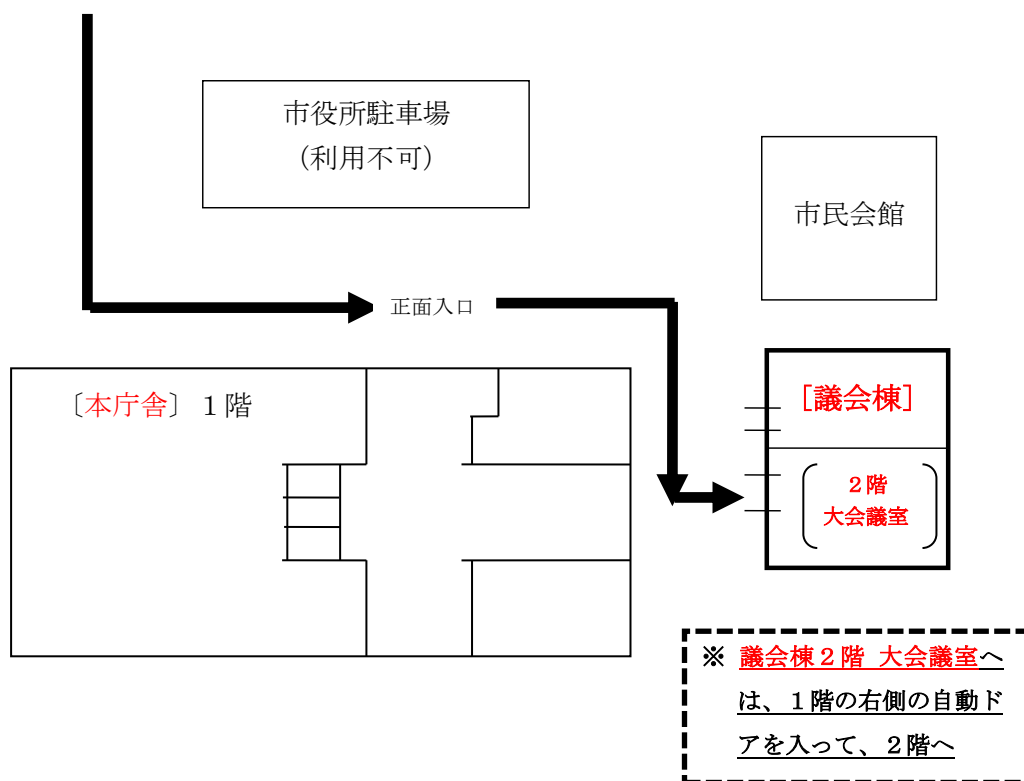 市役所駐車場
（利用不可）
市民会館
正面入口
〔本庁舎〕１階
［議会棟］
２階
大会議室
※ 議会棟２階 大会議室へ
は、１階の右側の自動ド
アを入って、２階へ